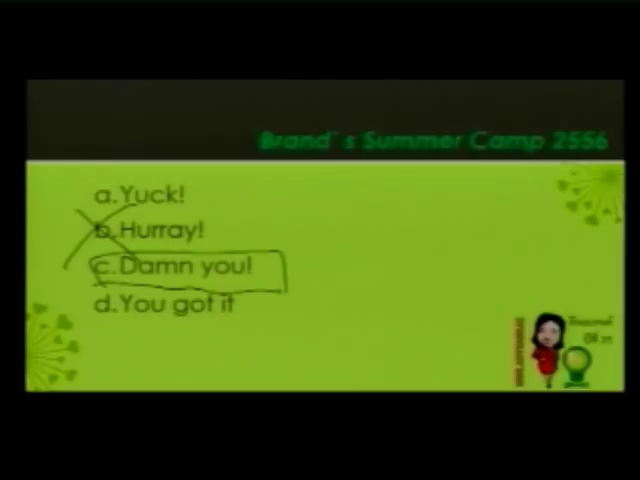 Brand's Summer Camp 2556
a.Yuck!
b.Hurray!
c.Damn you!
d.You got it